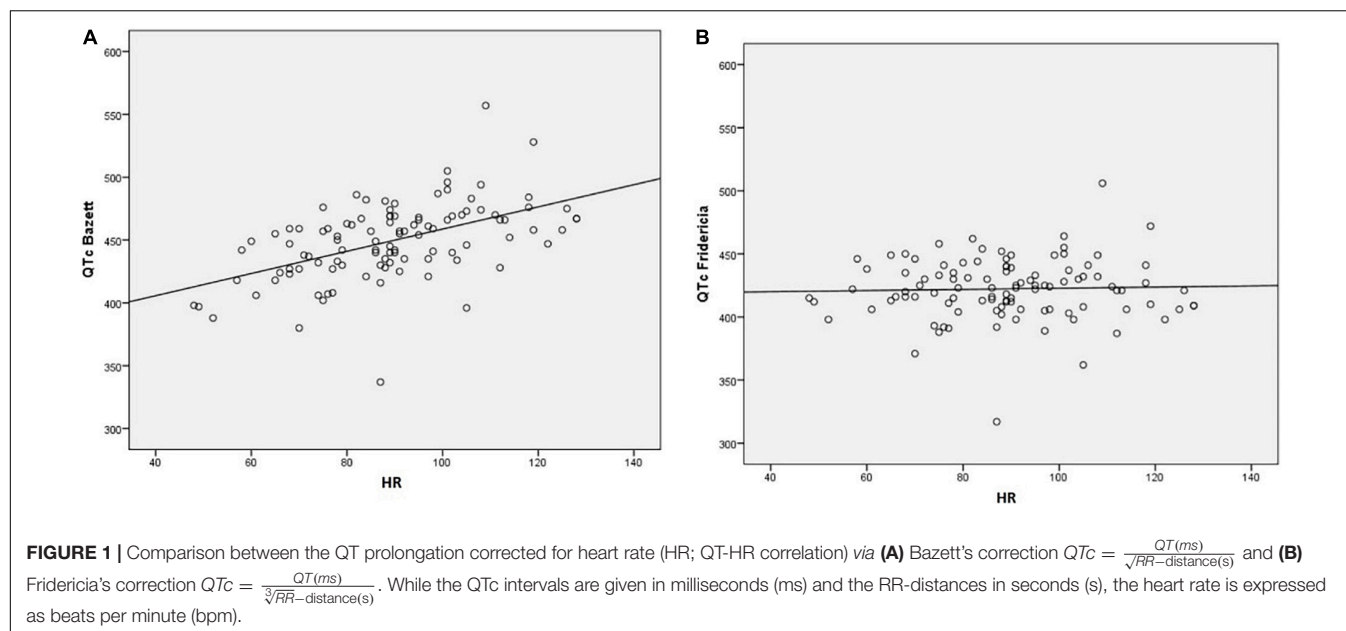 A
600
550
500
450
400
350
300
QTc Bazett
40 60 80 100 120 140
HR
B
600
550
500
450
400
350
300
QTc Fridericia
40 60 80 100 120 140
HR
FIGURE 1 | Comparison between the QT prolongation corrected for heart rate (HR; QT-HR correlation) via (A) Bazett's correction QTc = QT(ms)/√RR−distance(s) and (B)
Fridericia's correction QTc = QT(ms)/∛RR−distance(s). While the QTc intervals are given in milliseconds (ms) and the RR-distances in seconds (s), the heart rate is expressed
as beats per minute (bpm).